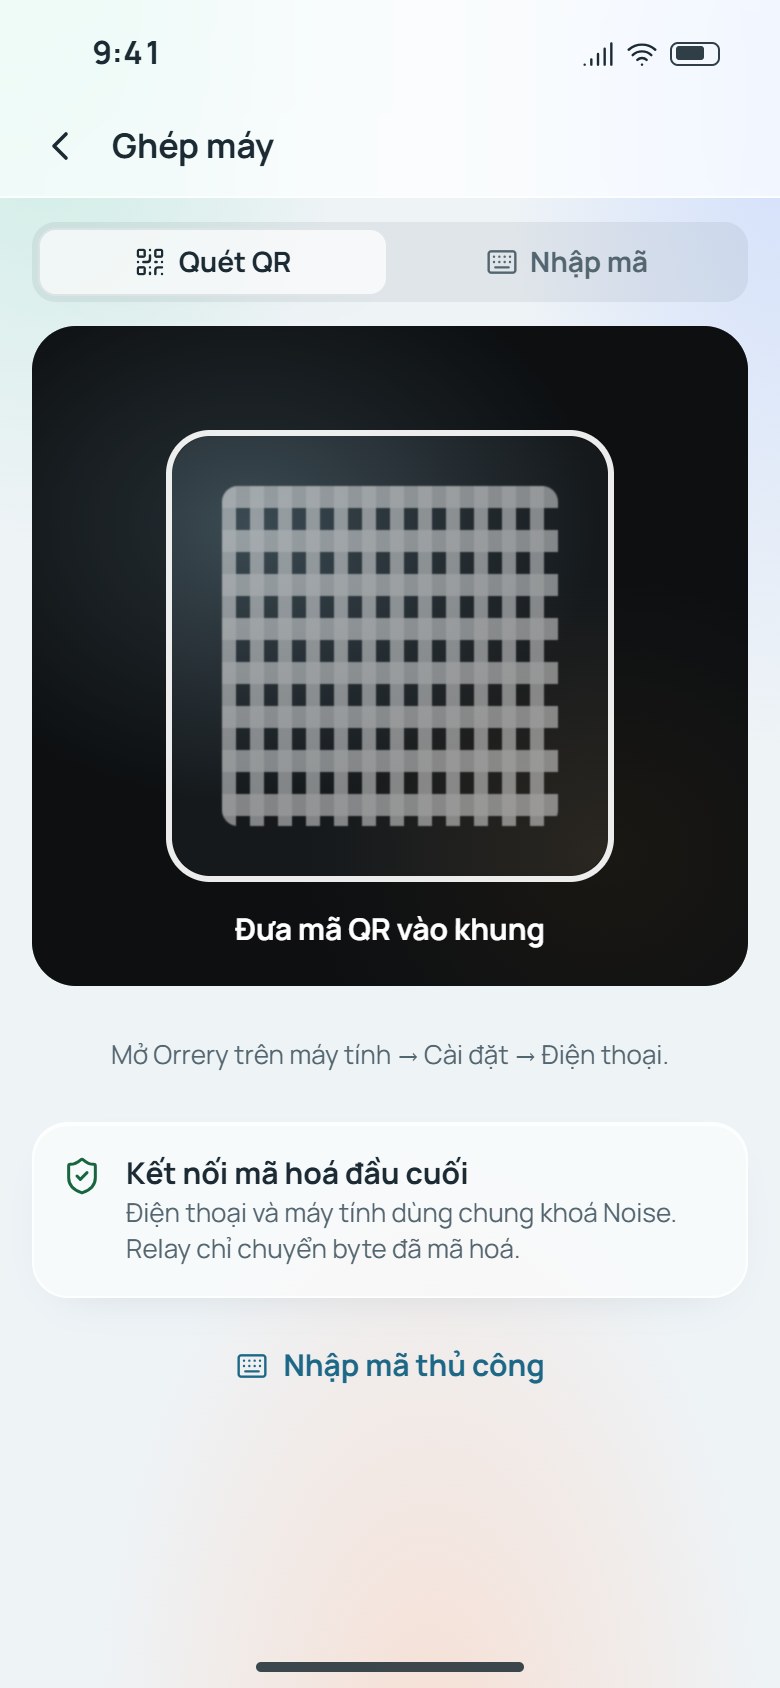 9:41
Ghép máy
Quét QR
Nhập mã
Đưa mã QR vào khung
Mở Orrery trên máy tính → Cài đặt → Điện thoại.
Kết nối mã hoá đầu cuối
Điện thoại và máy tính dùng chung khoá Noise.
Relay chỉ chuyển byte đã mã hoá.
Nhập mã thủ công